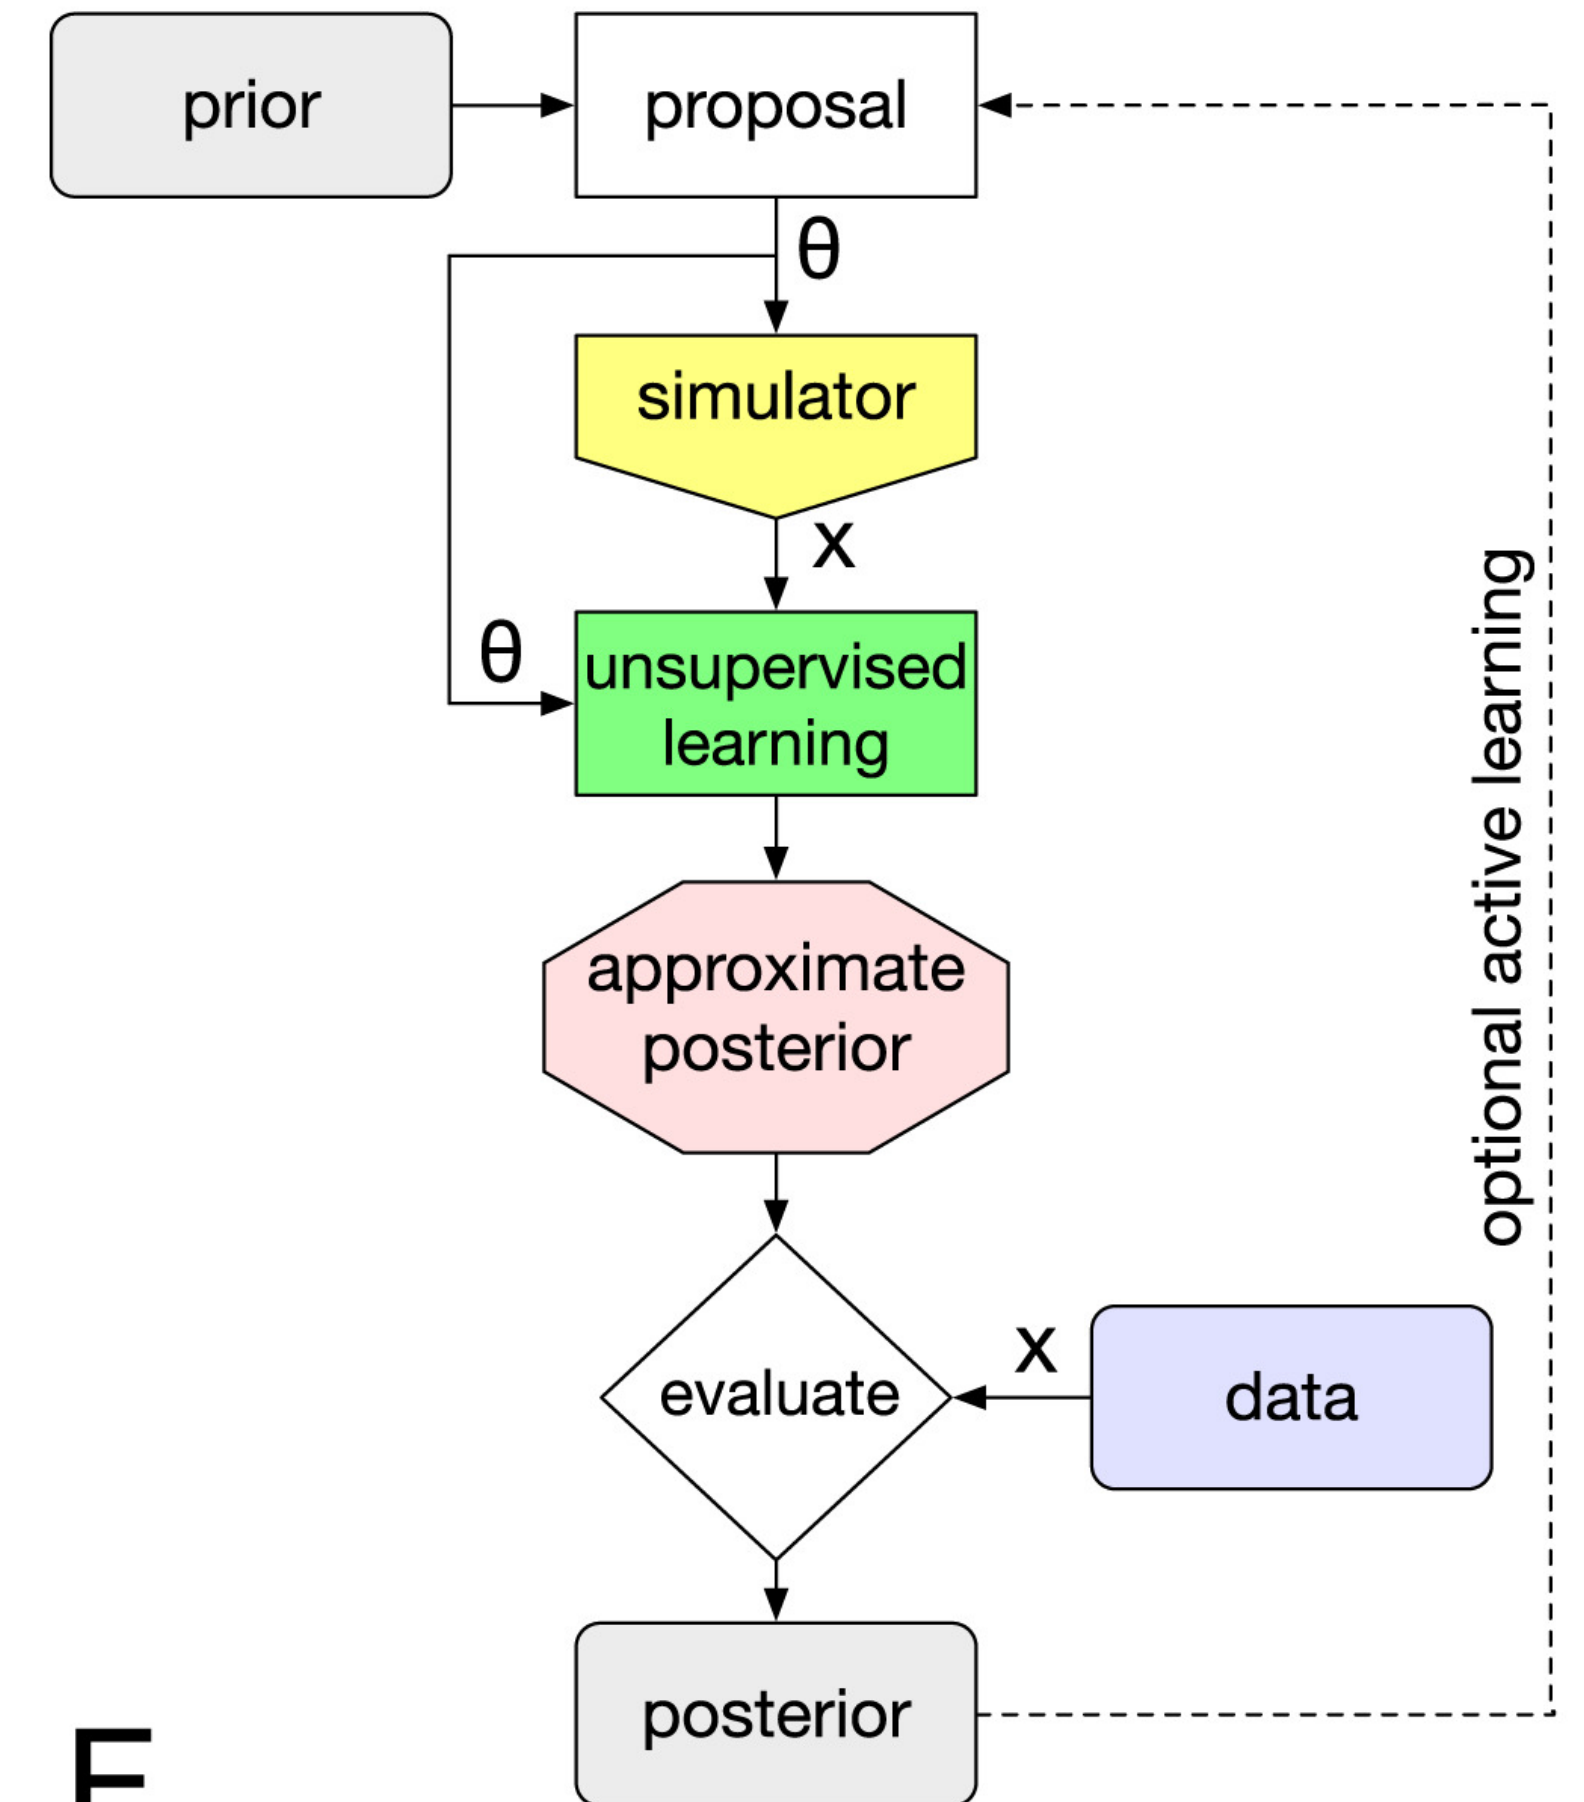 prior
proposal
θ
simulator
x
θ
unsupervised
learning
approximate
posterior
optional active learning
evaluate
x
data
posterior